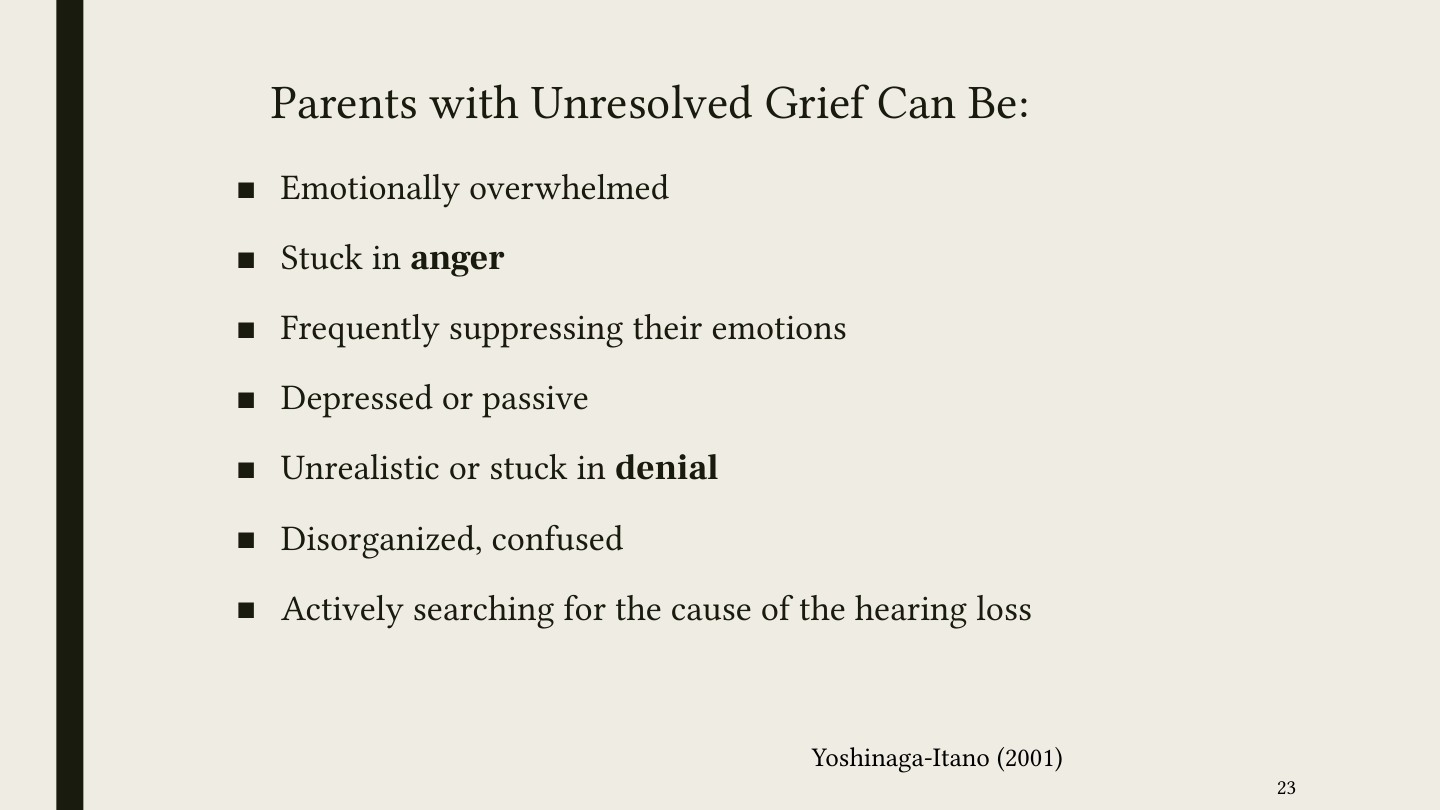 Parents with Unresolved Grief Can Be:
■ Emotionally overwhelmed
■ Stuck in anger
■ Frequently suppressing their emotions
■ Depressed or passive
■ Unrealistic or stuck in denial
■ Disorganized, confused
■ Actively searching for the cause of the hearing loss
Yoshinaga-Itano (2001)
23